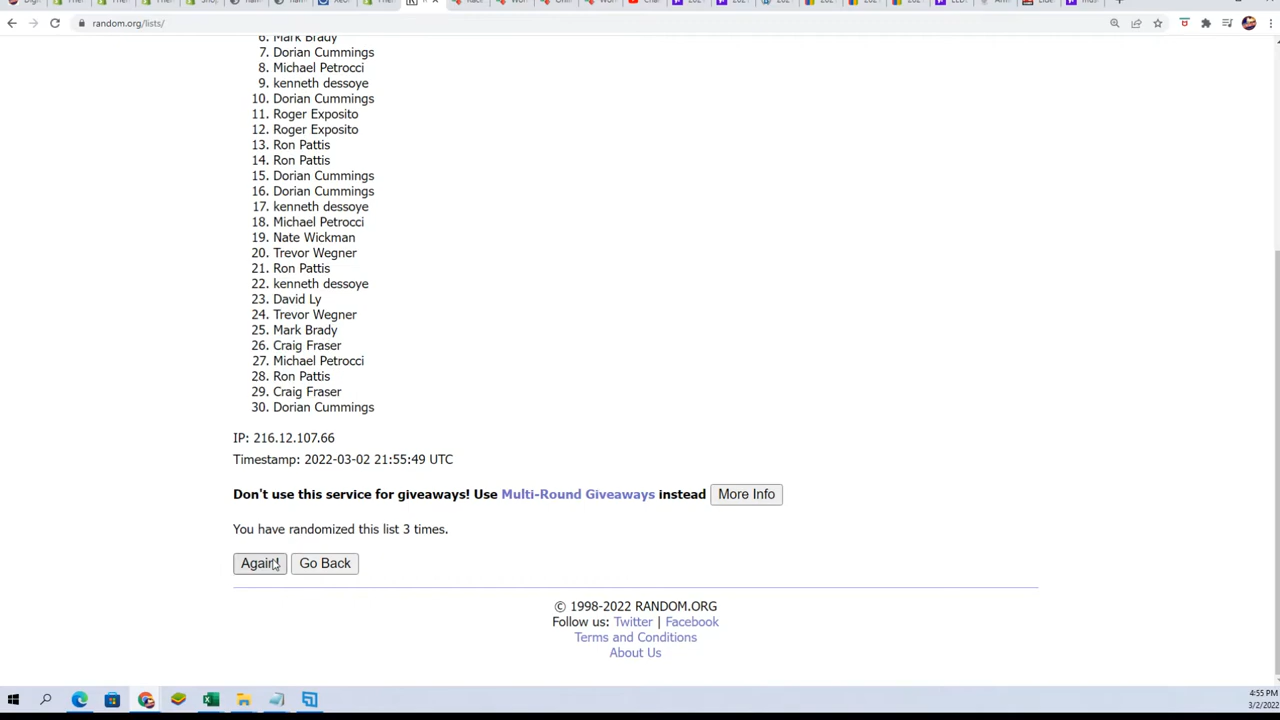 random.org/lists/
6. Mark Brady
7. Dorian Cummings
8. Michael Petrocci
9. kenneth dessoye
10. Dorian Cummings
11. Roger Exposito
12. Roger Exposito
13. Ron Pattis
14. Ron Pattis
15. Dorian Cummings
16. Dorian Cummings
17. kenneth dessoye
18. Michael Petrocci
19. Nate Wickman
20. Trevor Wegner
21. Ron Pattis
22. kenneth dessoye
23. David Ly
24. Trevor Wegner
25. Mark Brady
26. Craig Fraser
27. Michael Petrocci
28. Ron Pattis
29. Craig Fraser
30. Dorian Cummings
IP: 216.12.107.66
Timestamp: 2022-03-02 21:55:49 UTC
Don't use this service for giveaways! Use Multi-Round Giveaways instead More Info
You have randomized this list 3 times.
Again! Go Back
© 1998-2022 RANDOM.ORG
Follow us: Twitter | Facebook
Terms and Conditions
About Us
4:55 PM
3/2/2022